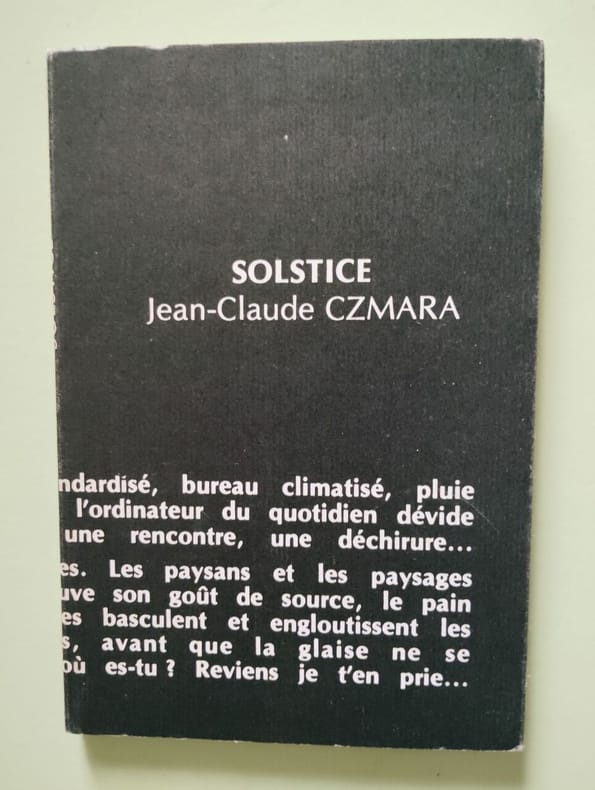 SOLSTICE
Jean-Claude CZMARA
ndardisé, bureau climatisé, pluie
l'ordinateur du quotidien dévide
une rencontre, une déchirure...
es. Les paysans et les paysages
uve son goût de source, le pain
es basculent et engloutissent les
s, avant que la glaise ne se
où es-tu ? Reviens je t'en prie...